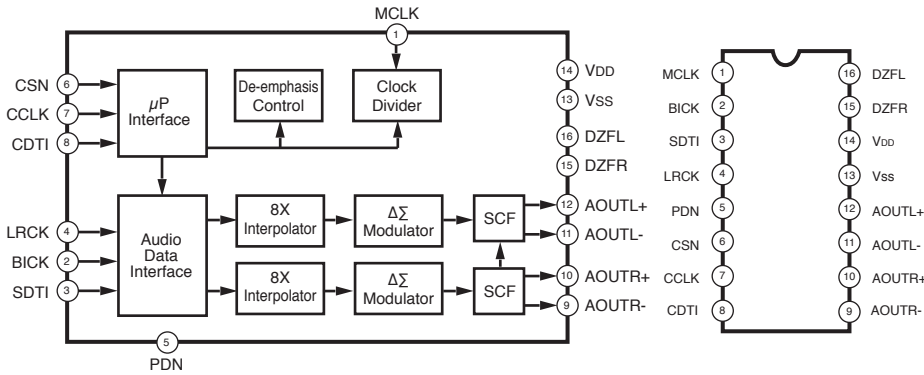 MCLK
1
CSN
6
CCLK
7
CDTI
8
µP
Interface
De-emphasis
Control
Clock
Divider
14
VDD
13
VSS
16
DZFL
15
DZFR
LRCK
4
BICK
2
SDTI
3
Audio
Data
Interface
8X
Interpolator
ΔΣ
Modulator
SCF
12
AOUTL+
11
AOUTL-
8X
Interpolator
ΔΣ
Modulator
SCF
10
AOUTR+
9
AOUTR-
5
PDN
MCLK
1
16
DZFL
BICK
2
15
DZFR
SDTI
3
14
VDD
LRCK
4
13
Vss
PDN
5
12
AOUTL+
CSN
6
11
AOUTL-
CCLK
7
10
AOUTR+
CDTI
8
9
AOUTR-